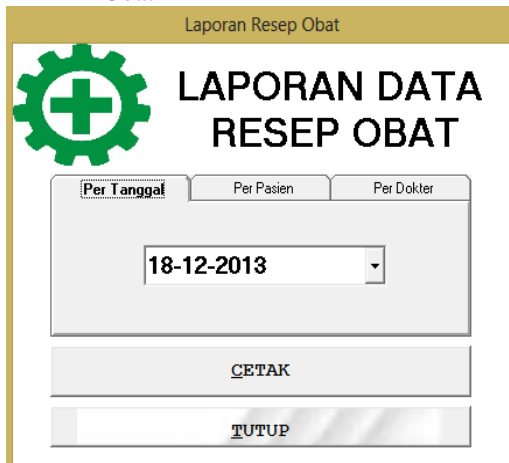 Laporan Resep Obat
LAPORAN DATA
RESEP OBAT
Per Tanggal Per Pasien Per Dokter
18-12-2013
CETAK
TUTUP